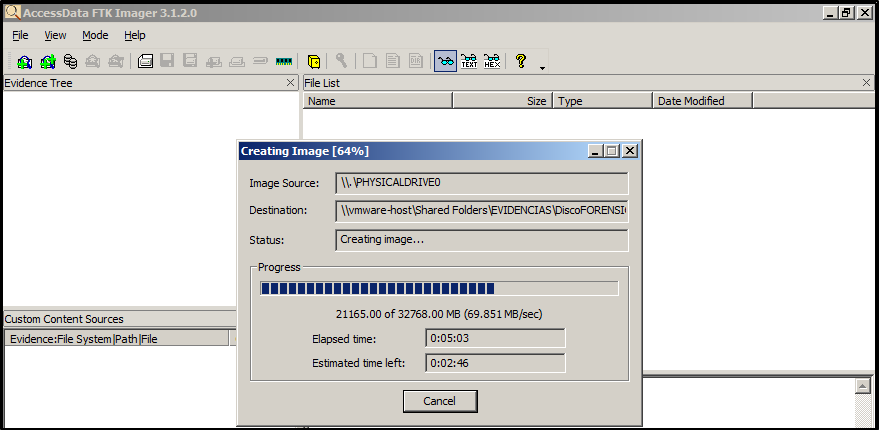 AccessData FTK Imager 3.1.2.0
File View Mode Help
TEXT HEX
Evidence Tree
File List
Name Size Type Date Modified
Creating Image [64%]
Image Source: \\.\PHYSICALDRIVE0
Destination: \\vmware-host\Shared Folders\EVIDENCIAS\DiscoFORENSI
Status: Creating image...
Progress
21165.00 of 32768.00 MB (69.851 MB/sec)
Elapsed time: 0:05:03
Estimated time left: 0:02:46
Cancel
Custom Content Sources
Evidence:File System|Path|File